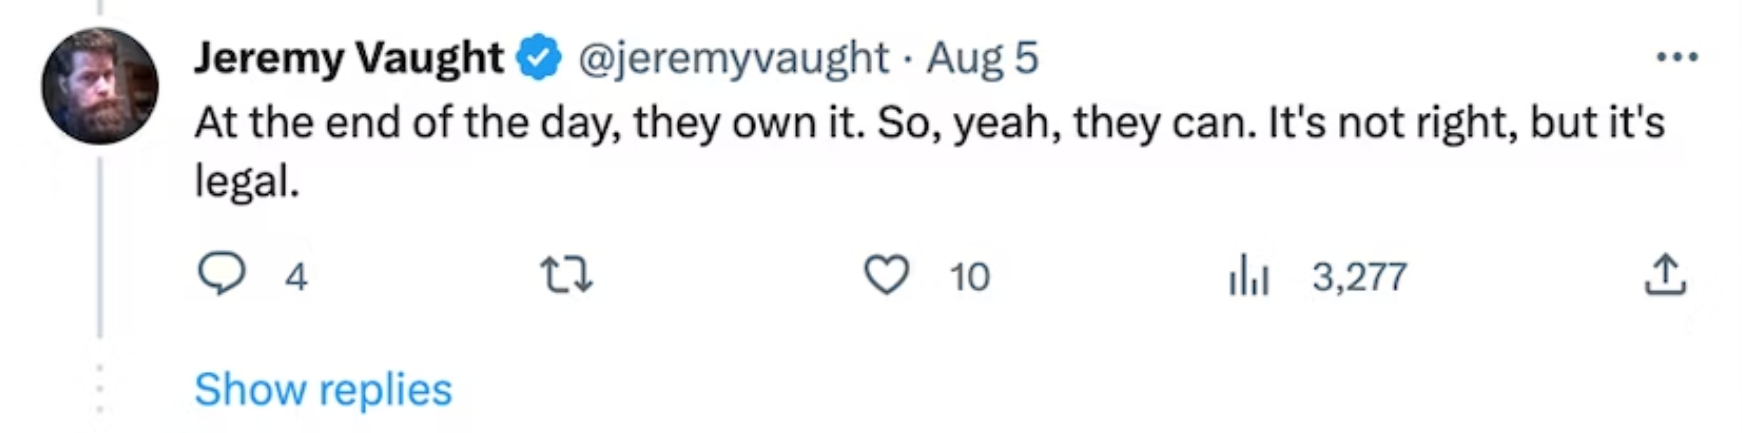 Jeremy Vaught @jeremyvaught · Aug 5
At the end of the day, they own it. So, yeah, they can. It's not right, but it's
legal.
4 10 3,277
Show replies